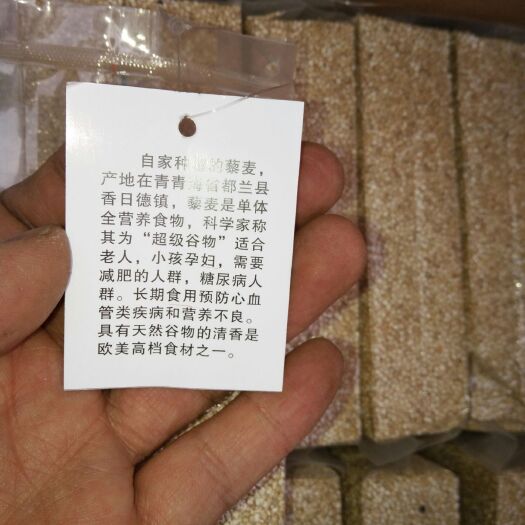 自家种植的藜麦，
产地在青青海省都兰县
香日德镇，藜麦是单体
全营养食物，科学家称
其为“超级谷物”适合
老人，小孩孕妇，需要
减肥的人群，糖尿病人
群。长期食用预防心血
管类疾病和营养不良。
具有天然谷物的清香是
欧美高档食材之一。